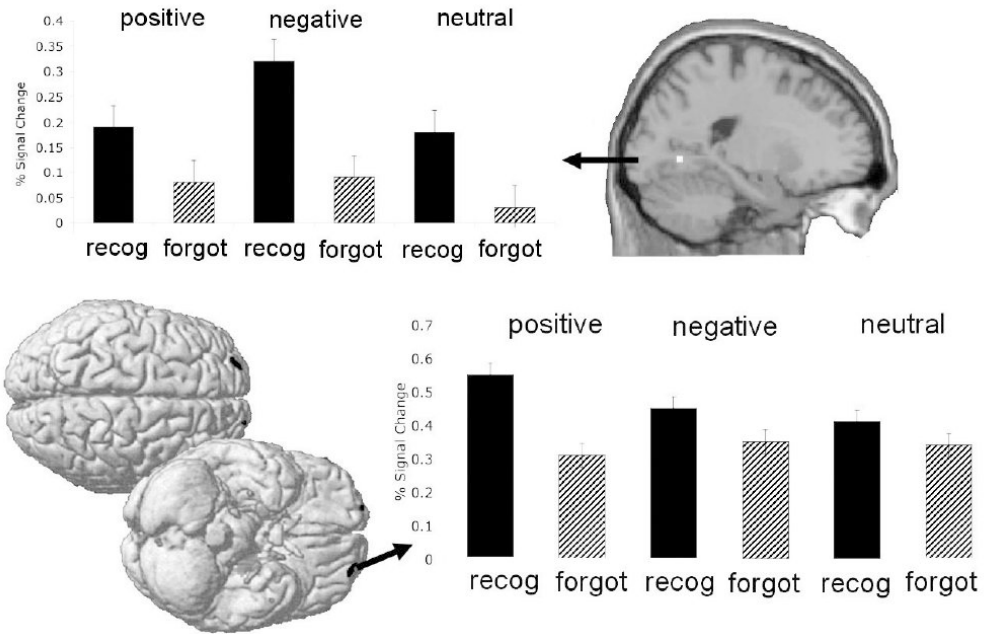 positive negative neutral
0.4
0.35
0.3
0.25
0.2
0.15
0.1
0.05
0
% Signal Change
recog forgot recog forgot recog forgot
positive negative neutral
0.7
0.6
0.5
0.4
0.3
0.2
0.1
0
% Signal Change
recog forgot recog forgot recog forgot